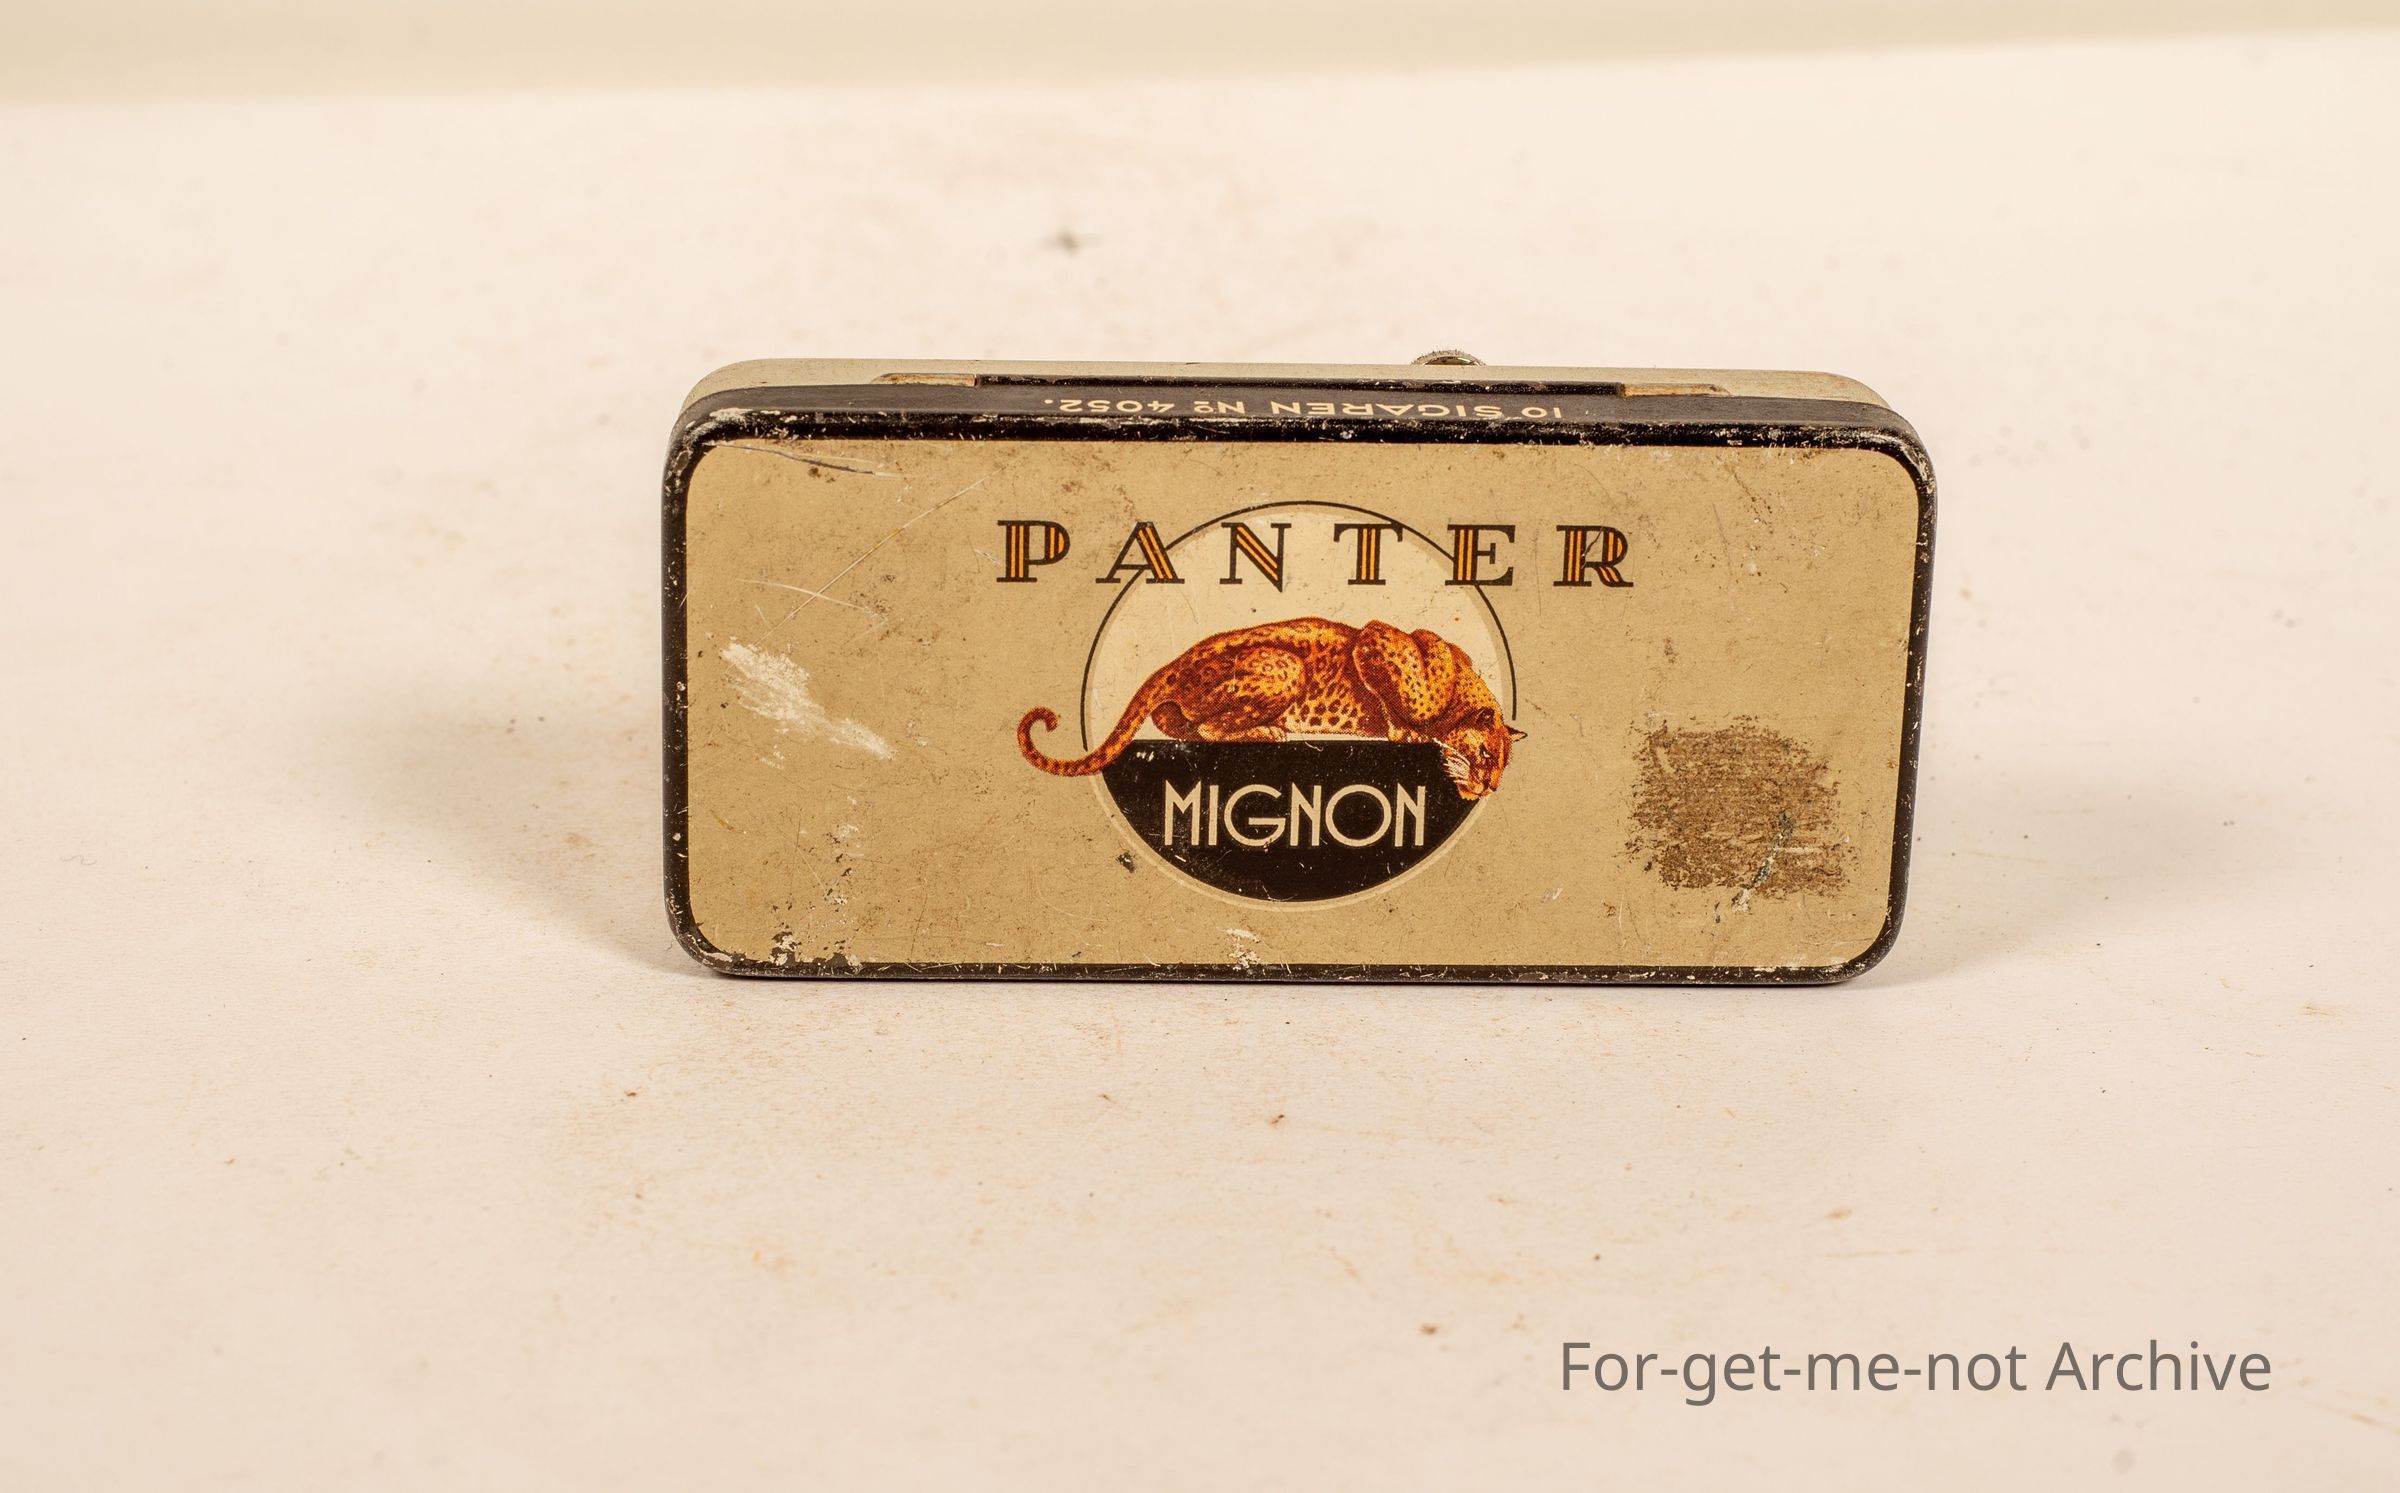 10 SIGAREN Nº 4052.
PANTER
MIGNON
For-get-me-not Archive